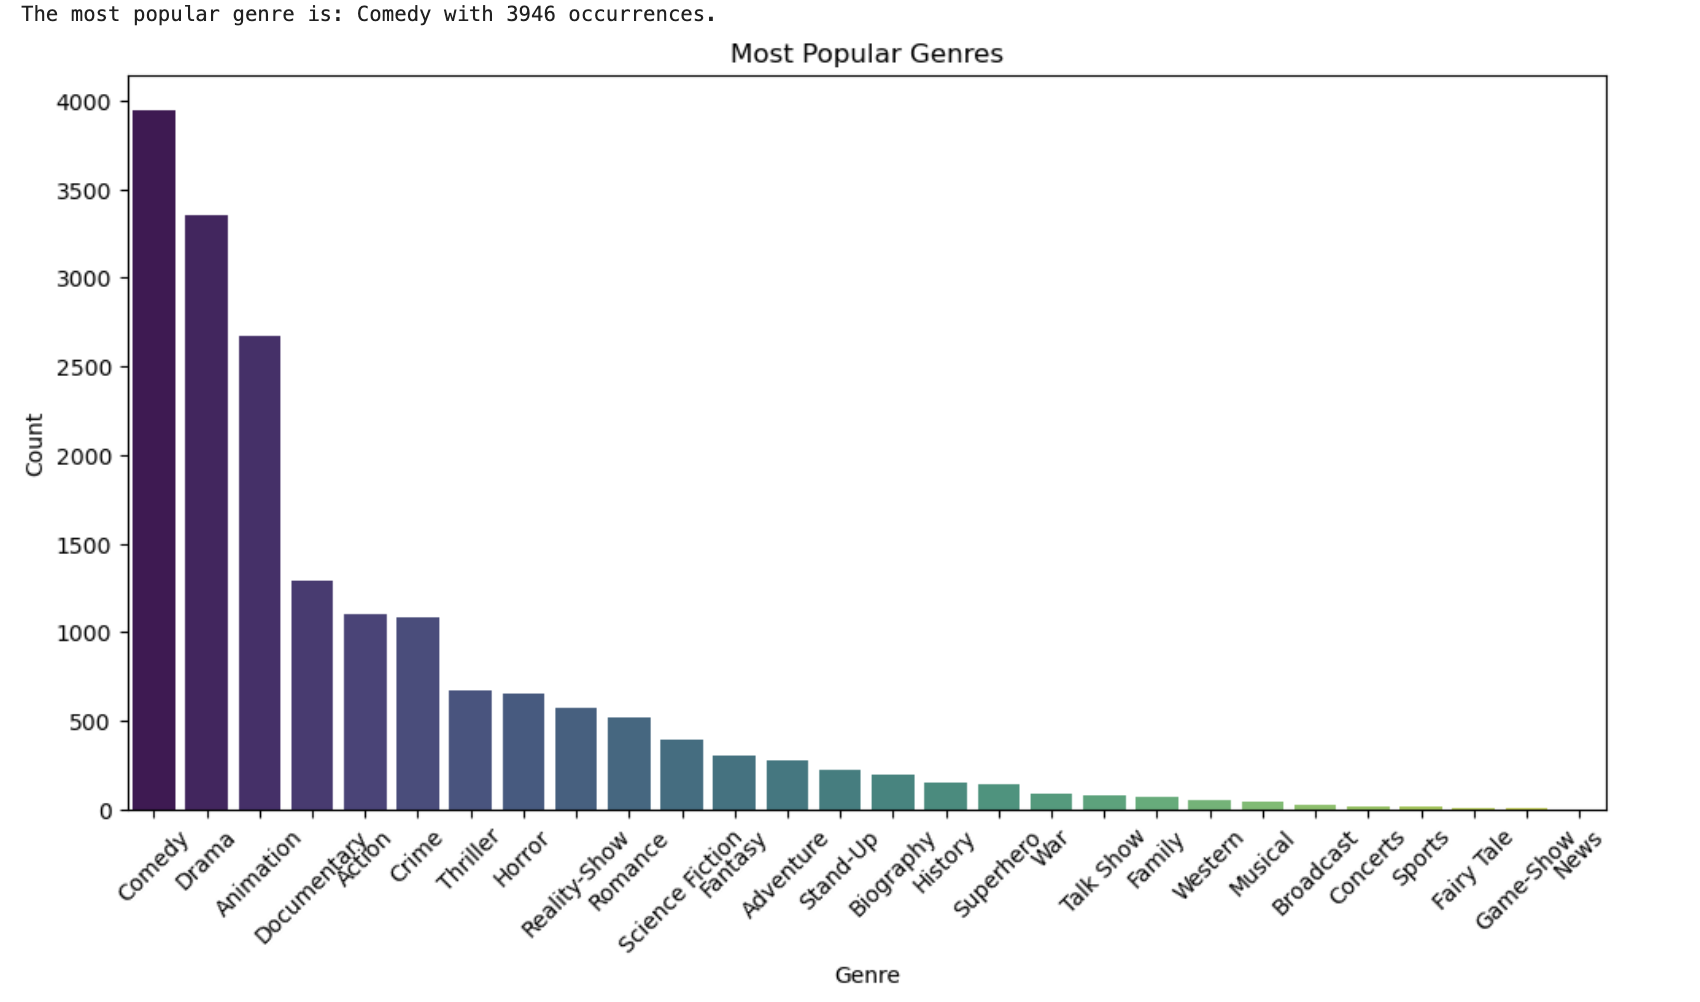 The most popular genre is: Comedy with 3946 occurrences.
Most Popular Genres
4000
3500
3000
2500
2000
1500
1000
500
0
Count
Comedy
Drama
Animation
Documentary
Action
Crime
Thriller
Horror
Reality-Show
Romance
Science Fiction
Fantasy
Adventure
Stand-Up
Biography
History
Superhero
War
Talk Show
Family
Western
Musical
Broadcast
Concerts
Sports
Fairy Tale
Game-Show
News
Genre